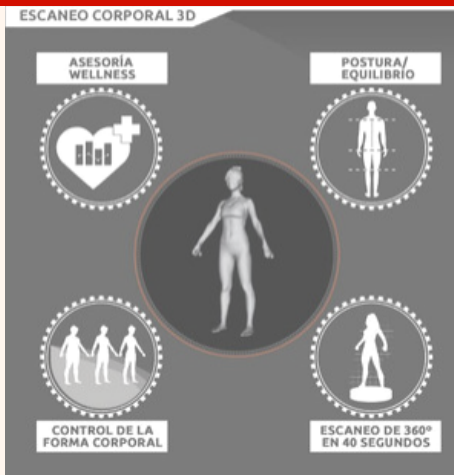 ESCANEO CORPORAL 3D
ASESORÍA
WELLNESS
POSTURA/
EQUILIBRIO
CONTROL DE LA
FORMA CORPORAL
ESCANEO DE 360º
EN 40 SEGUNDOS